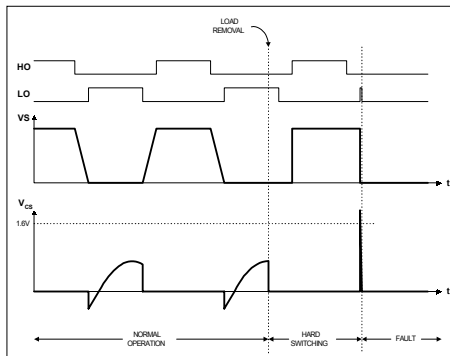 LOAD
REMOVAL
HO
LO
VS
t
VCS
1.6V
t
NORMAL
OPERATION
HARD
SWITCHING
FAULT